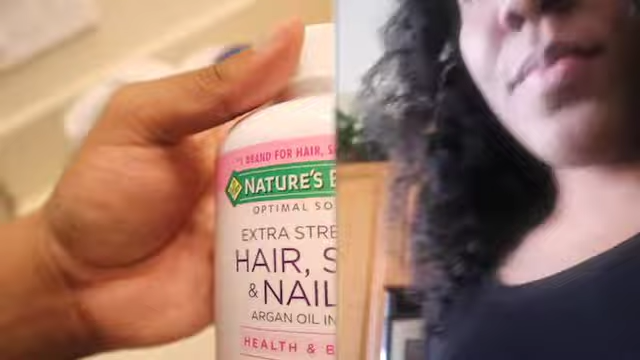 BRAND FOR HAIR,
NATURE'S
OPTIMAL SO
EXTRA STRE
HAIR, S
& NAIL
ARGAN OIL IN
HEALTH & B